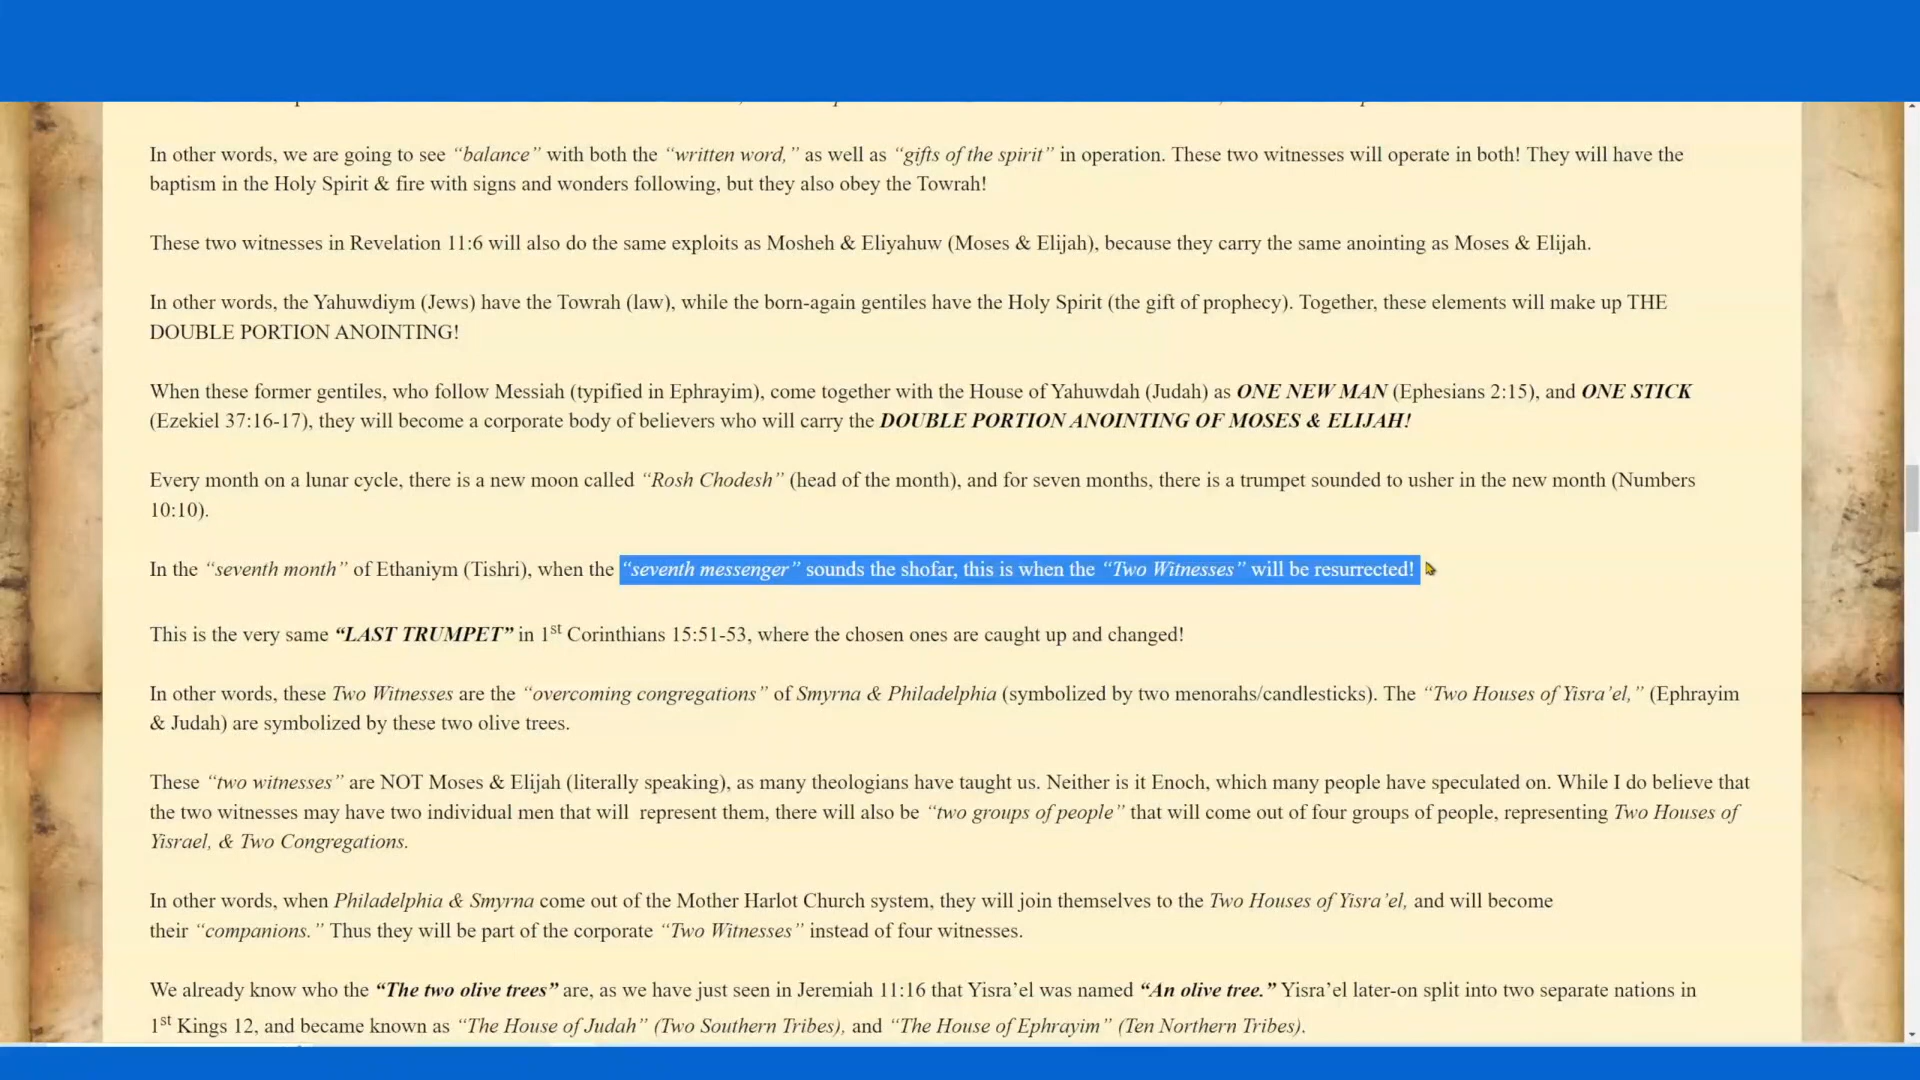 In other words, we are going to see “balance” with both the “written word,” as well as “gifts of the spirit” in operation. These two witnesses will operate in both! They will have the
baptism in the Holy Spirit & fire with signs and wonders following, but they also obey the Towrah!
These two witnesses in Revelation 11:6 will also do the same exploits as Mosheh & Eliyahuw (Moses & Elijah), because they carry the same anointing as Moses & Elijah.
In other words, the Yahuwdiym (Jews) have the Towrah (law), while the born-again gentiles have the Holy Spirit (the gift of prophecy). Together, these elements will make up THE
DOUBLE PORTION ANOINTING!
When these former gentiles, who follow Messiah (typified in Ephrayim), come together with the House of Yahuwdah (Judah) as ONE NEW MAN (Ephesians 2:15), and ONE STICK
(Ezekiel 37:16-17), they will become a corporate body of believers who will carry the DOUBLE PORTION ANOINTING OF MOSES & ELIJAH!
Every month on a lunar cycle, there is a new moon called “Rosh Chodesh” (head of the month), and for seven months, there is a trumpet sounded to usher in the new month (Numbers
10:10).
In the “seventh month” of Ethaniym (Tishri), when the “seventh messenger” sounds the shofar, this is when the “Two Witnesses” will be resurrected!
This is the very same “LAST TRUMPET” in 1st Corinthians 15:51-53, where the chosen ones are caught up and changed!
In other words, these Two Witnesses are the “overcoming congregations” of Smyrna & Philadelphia (symbolized by two menorahs/candlesticks). The “Two Houses of Yisra’el,” (Ephrayim
& Judah) are symbolized by these two olive trees.
These “two witnesses” are NOT Moses & Elijah (literally speaking), as many theologians have taught us. Neither is it Enoch, which many people have speculated on. While I do believe that
the two witnesses may have two individual men that will represent them, there will also be “two groups of people” that will come out of four groups of people, representing Two Houses of
Yisrael, & Two Congregations.
In other words, when Philadelphia & Smyrna come out of the Mother Harlot Church system, they will join themselves to the Two Houses of Yisra’el, and will become
their “companions.” Thus they will be part of the corporate “Two Witnesses” instead of four witnesses.
We already know who the “The two olive trees” are, as we have just seen in Jeremiah 11:16 that Yisra’el was named “An olive tree.” Yisra’el later-on split into two separate nations in
1st Kings 12, and became known as “The House of Judah” (Two Southern Tribes), and “The House of Ephrayim” (Ten Northern Tribes).